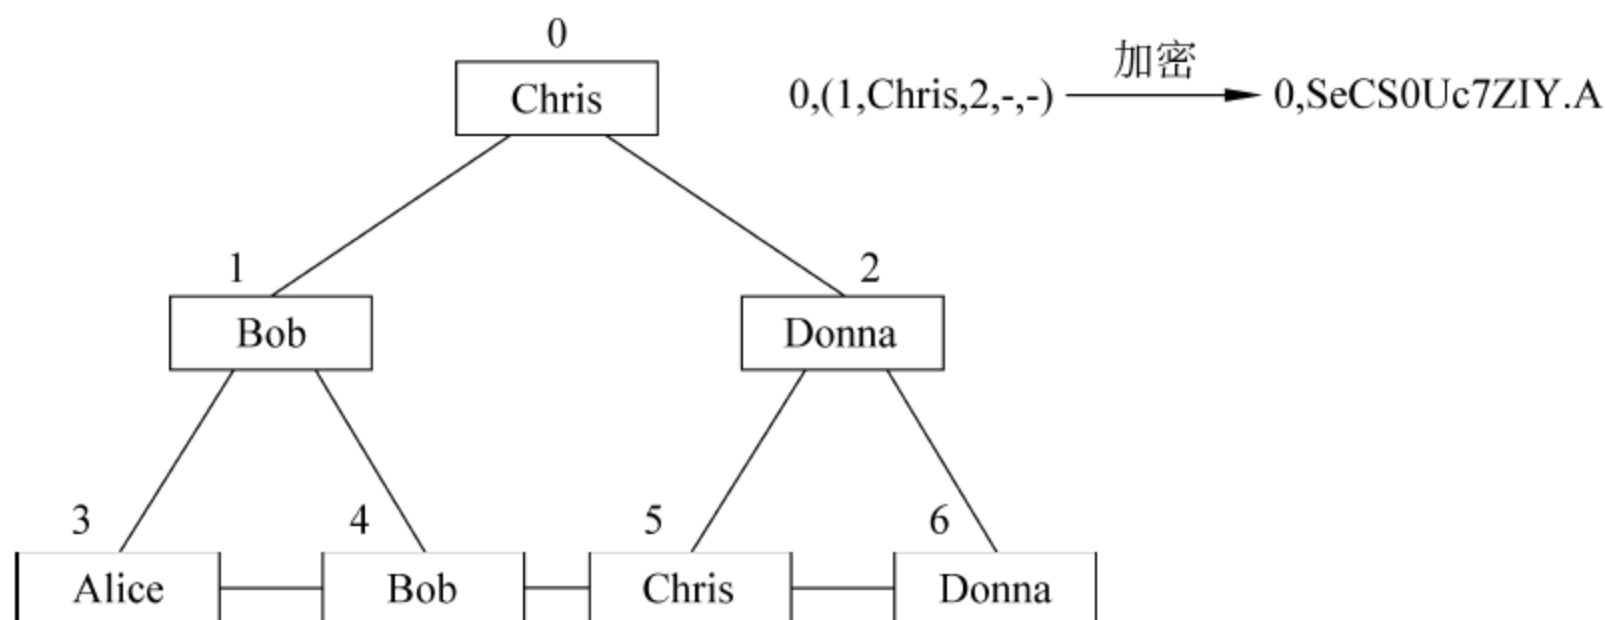 0
Chris
加密
0,(1,Chris,2,-,-)
0,SeCS0Uc7ZIY.A
1
2
Bob
Donna
3
4
5
6
Alice
Bob
Chris
Donna